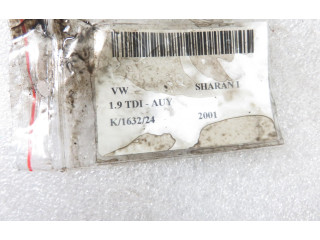 VW SHARAN I
1.9 TDI - AUY
K/1632/24 2001